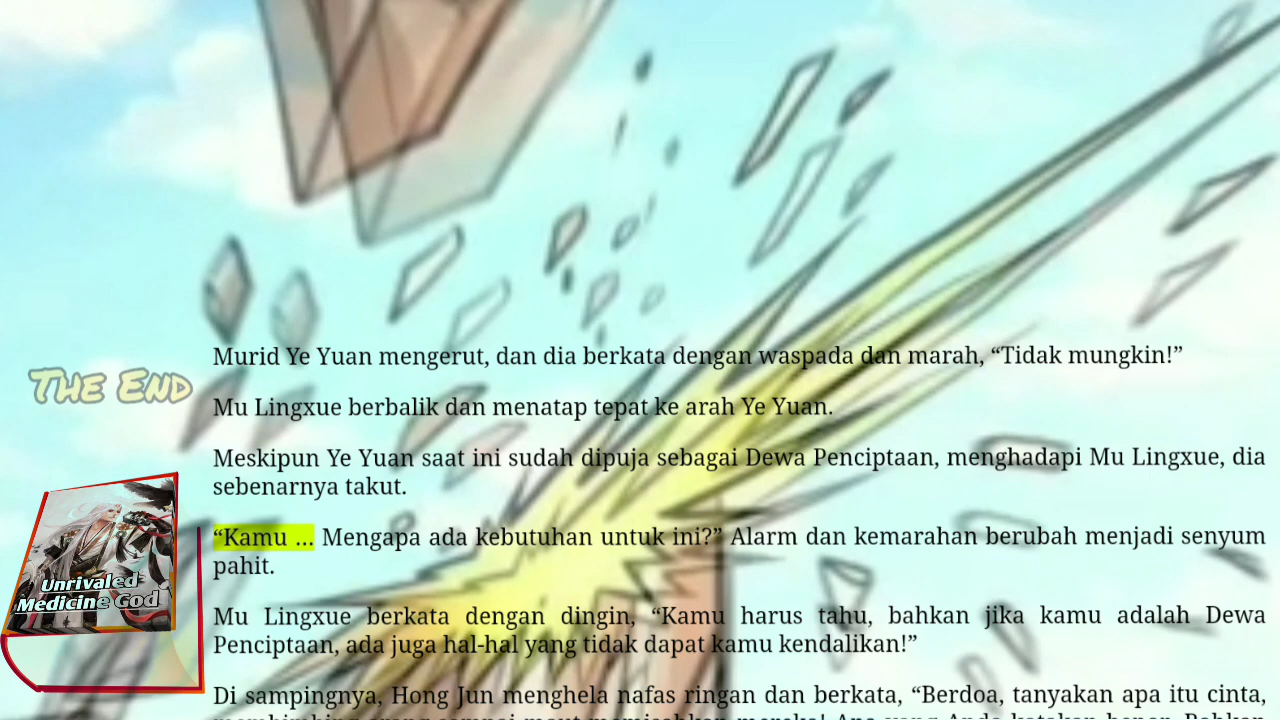 Murid Ye Yuan mengerut, dan dia berkata dengan waspada dan marah, “Tidak mungkin!”
The End
Mu Lingxue berbalik dan menatap tepat ke arah Ye Yuan.
Meskipun Ye Yuan saat ini sudah dipuja sebagai Dewa Penciptaan, menghadapi Mu Lingxue, dia
sebenarnya takut.
“Kamu ... Mengapa ada kebutuhan untuk ini?” Alarm dan kemarahan berubah menjadi senyum
pahit.
Unrivaled
Medicine God
Mu Lingxue berkata dengan dingin, “Kamu harus tahu, bahkan jika kamu adalah Dewa
Penciptaan, ada juga hal-hal yang tidak dapat kamu kendalikan!”
Di sampingnya, Hong Jun menghela nafas ringan dan berkata, “Berdoa, tanyakan apa itu cinta,